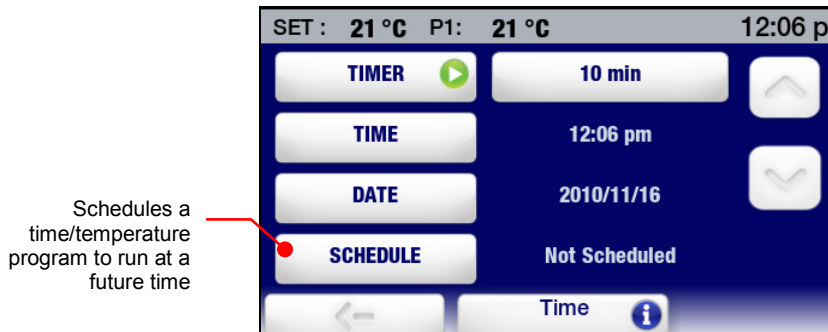 SET : 21 °C P1: 21 °C 12:06 p
TIMER 10 min
TIME 12:06 pm
DATE 2010/11/16
SCHEDULE Not Scheduled
Time
Schedules a
time/temperature
program to run at a
future time